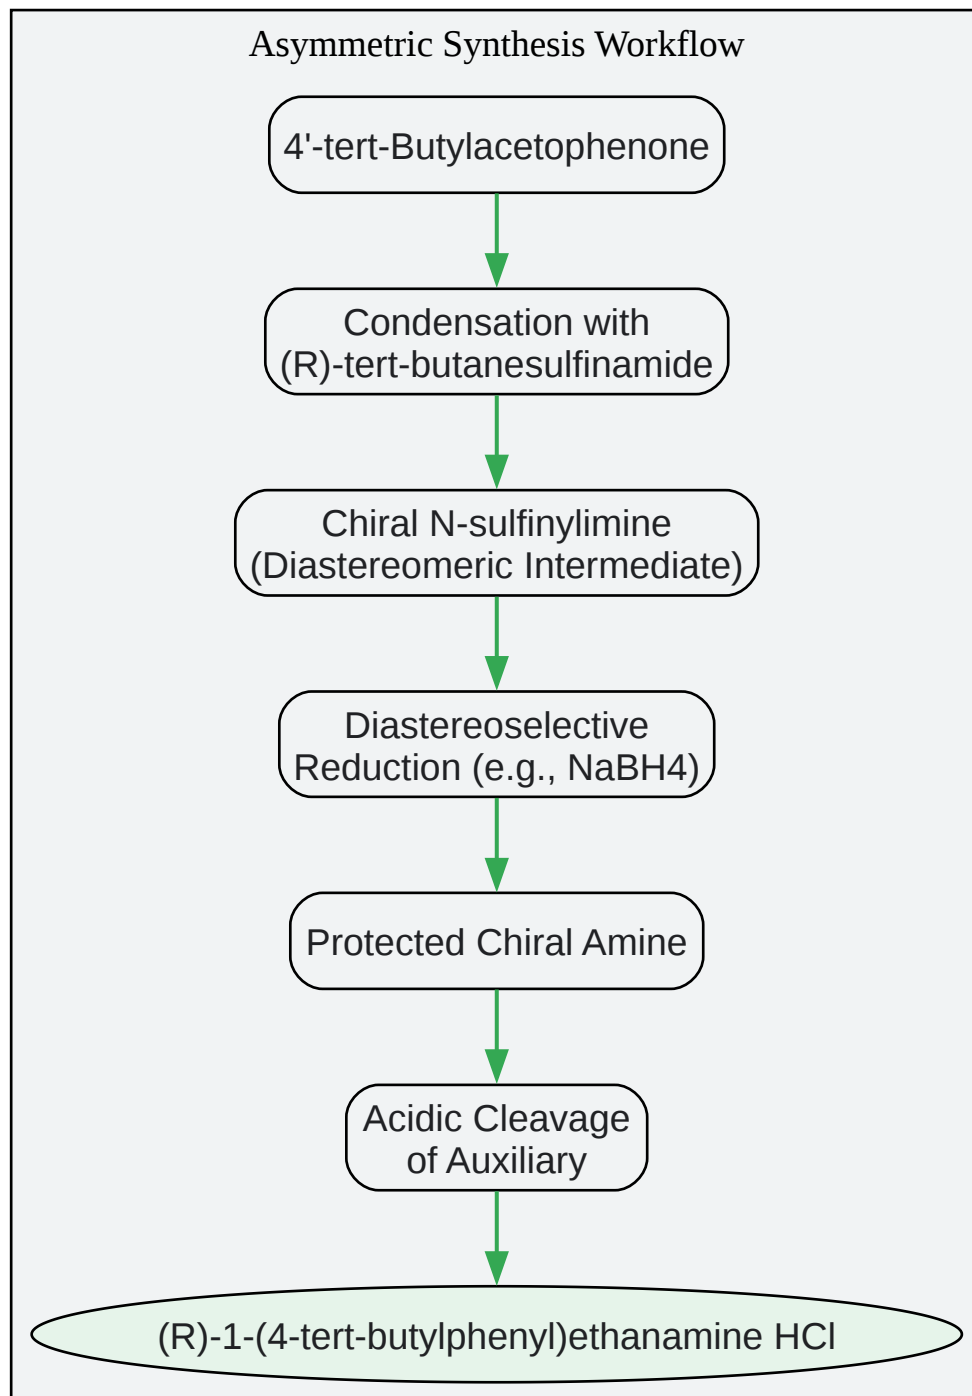 Asymmetric Synthesis Workflow
4'-tert-Butylacetophenone
Condensation with
(R)-tert-butanesulfinamide
Chiral N-sulfinylimine
(Diastereomeric Intermediate)
Diastereoselective
Reduction (e.g., NaBH4)
Protected Chiral Amine
Acidic Cleavage
of Auxiliary
(R)-1-(4-tert-butylphenyl)ethanamine HCl